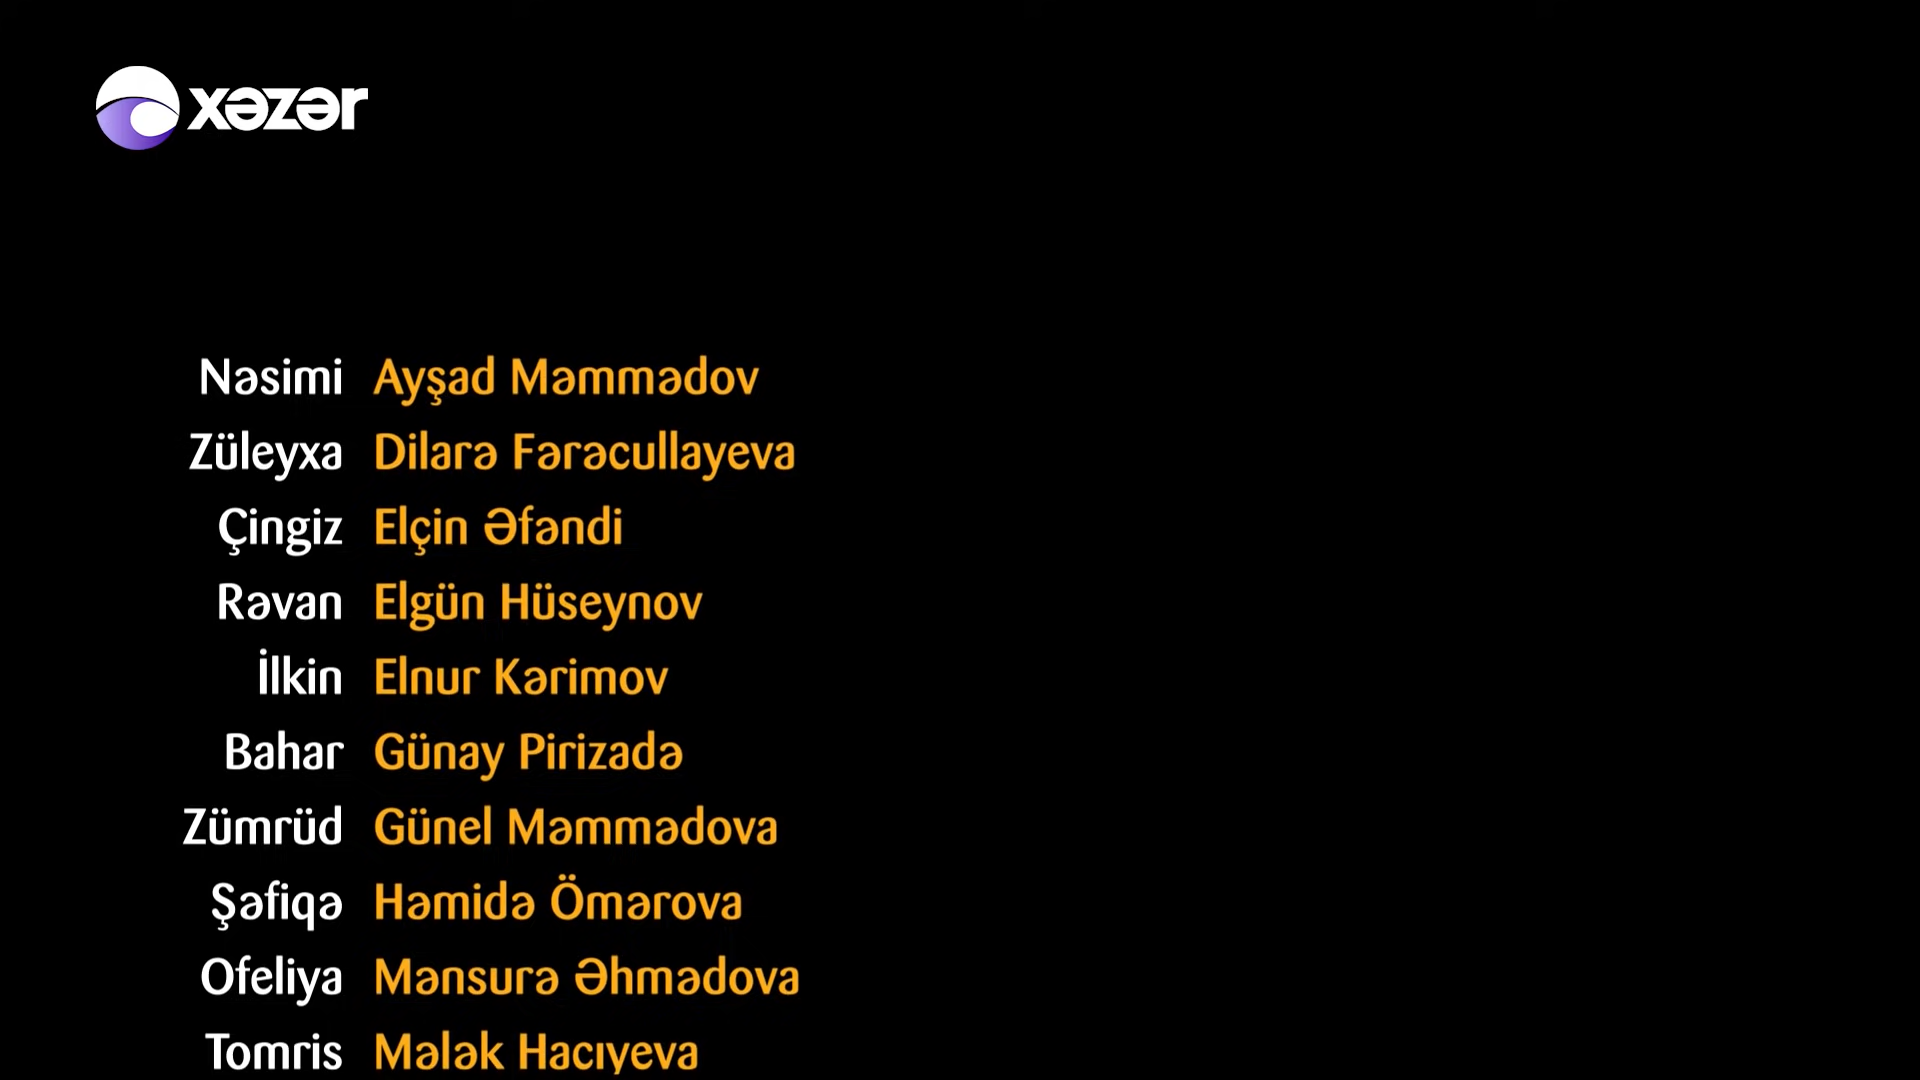 xəzər
Nəsimi Ayşad Məmmədov
Züleyxa Dilarə Fərəcullayeva
Çingiz Elçin Əfəndi
Rəvan Elgün Hüseynov
İlkin Elnur Kərimov
Bahar Günay Pirizadə
Zümrüd Günel Məmmədova
Şəfiqə Həmidə Ömərova
Ofeliya Mənsurə Əhmədova
Tomris Mələk Hacıyeva